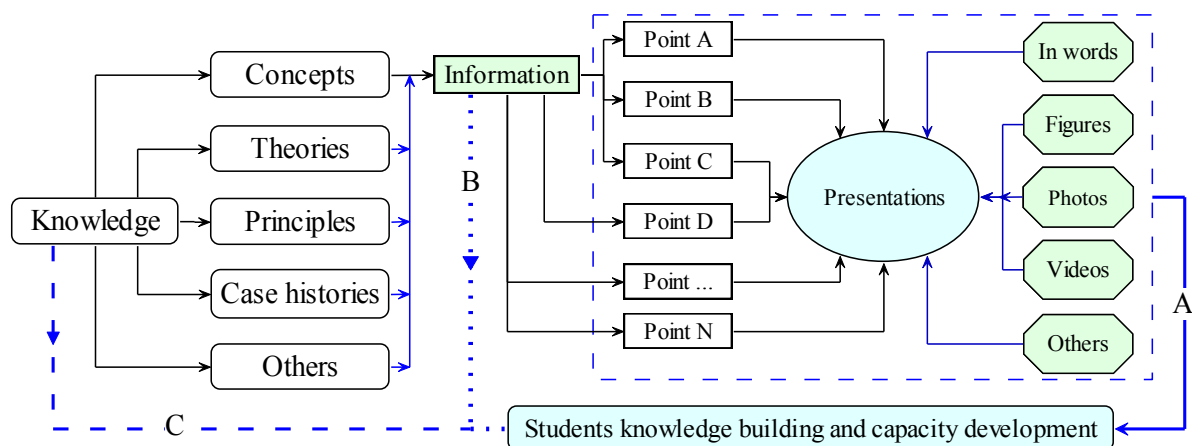 Knowledge
Concepts
Theories
Principles
Case histories
Others
Information
B
Point A
Point B
Point C
Point D
Point ...
Point N
Presentations
In words
Figures
Photos
Videos
Others
A
C
Students knowledge building and capacity development